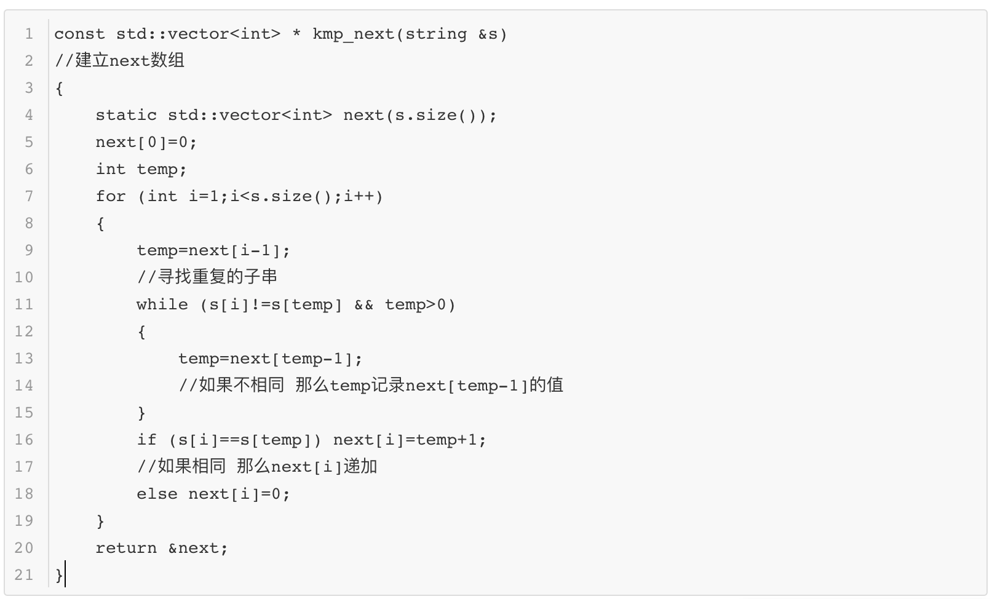 1 const std::vector<int> * kmp_next(string &s)
2 //建立next数组
3 {
4 static std::vector<int> next(s.size());
5 next[0]=0;
6 int temp;
7 for (int i=1;i<s.size();i++)
8 {
9 temp=next[i-1];
10 //寻找重复的子串
11 while (s[i]!=s[temp] && temp>0)
12 {
13 temp=next[temp-1];
14 //如果不相同 那么temp记录next[temp-1]的值
15 }
16 if (s[i]==s[temp]) next[i]=temp+1;
17 //如果相同 那么next[i]递加
18 else next[i]=0;
19 }
20 return &next;
21 }